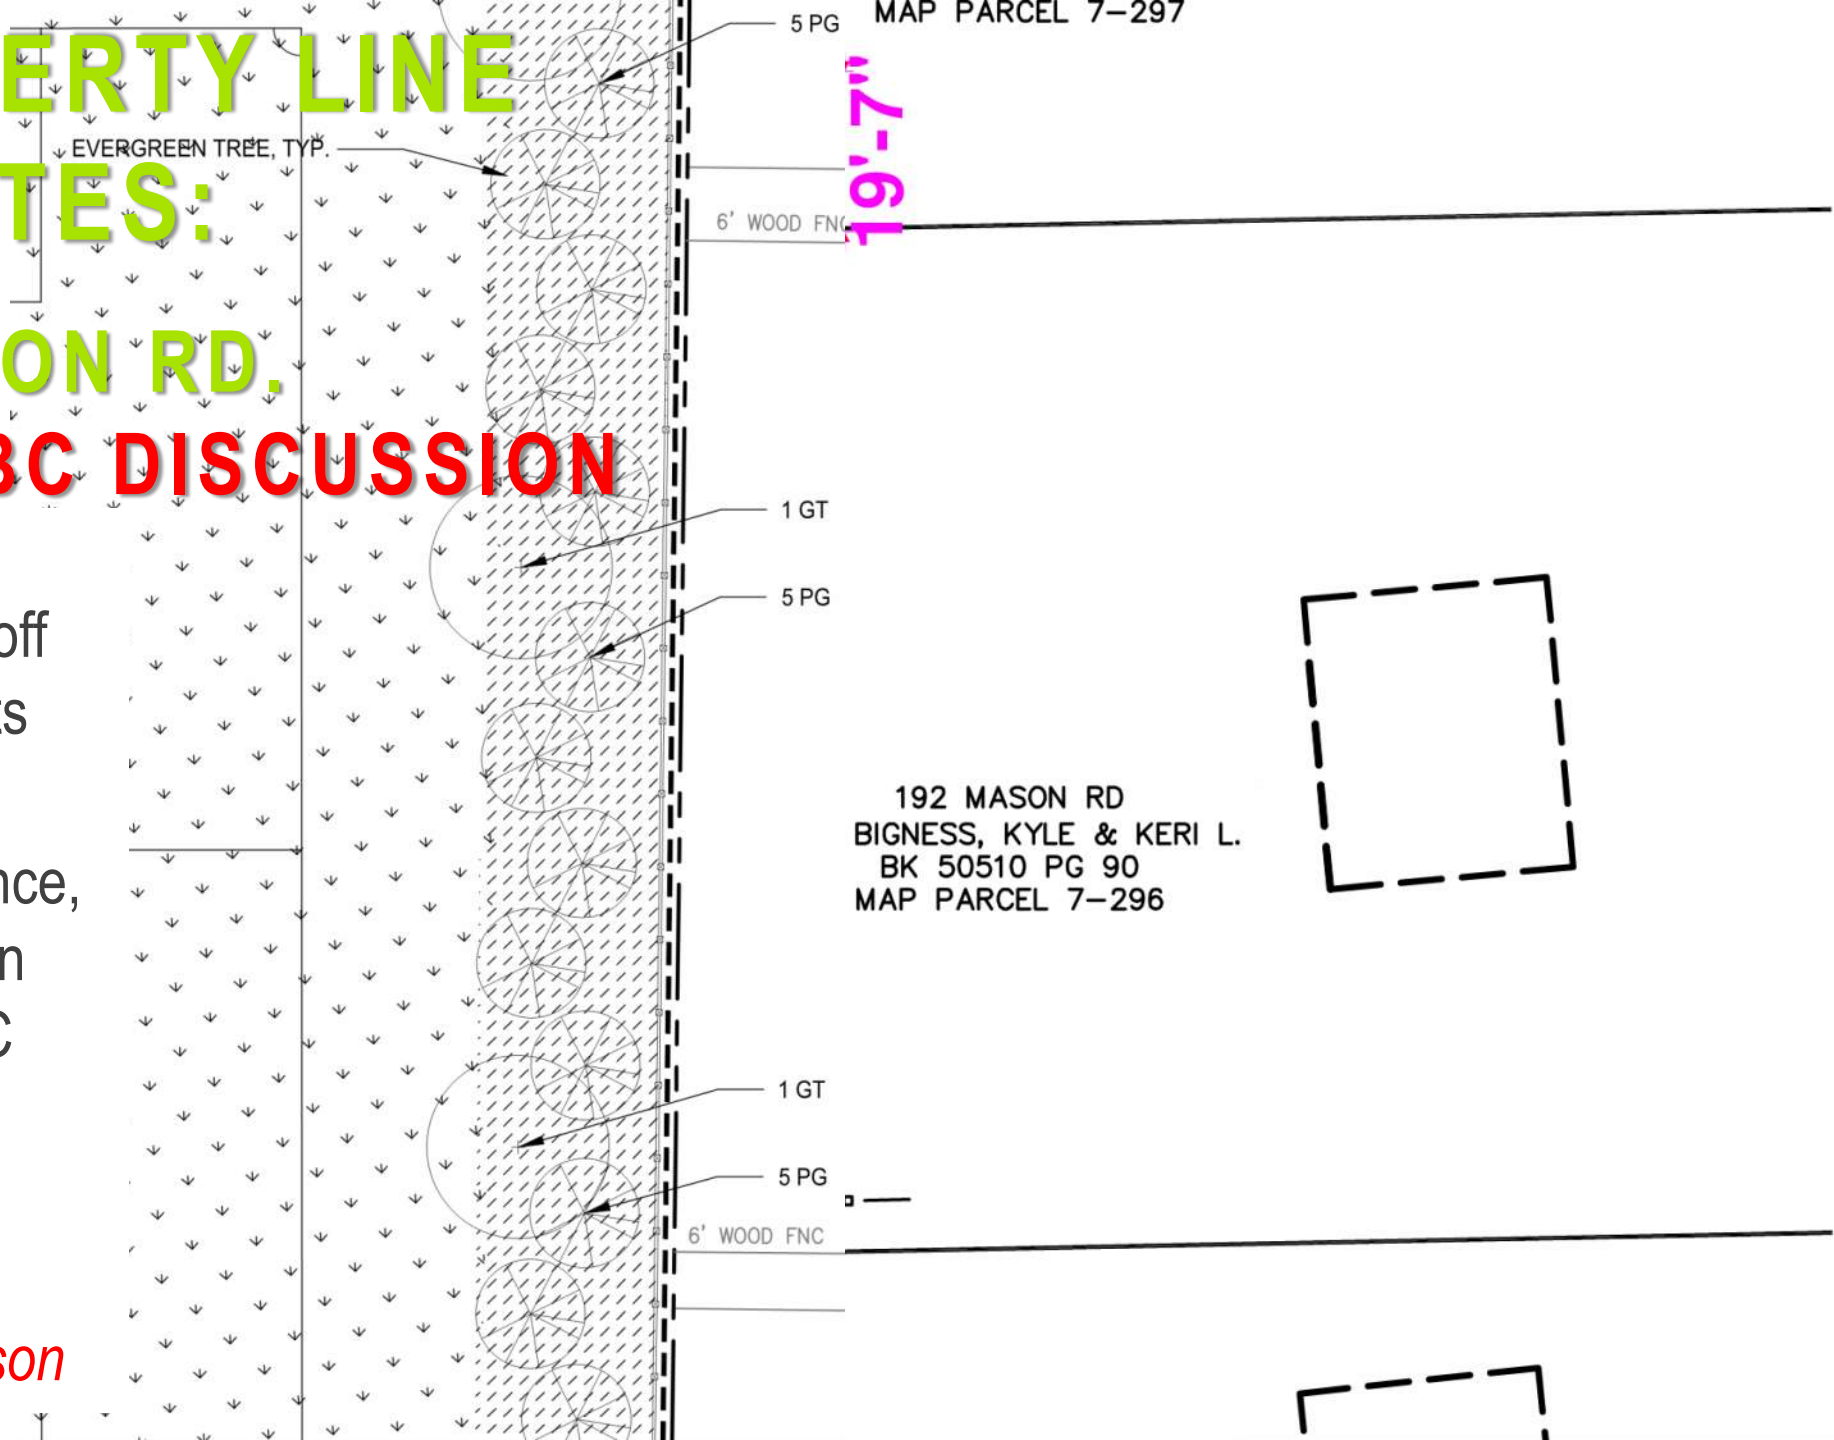 MAP PARCEL 7-297
5 PG
ERTY LINE
19'-7"
EVERGREEN TREE, TYP.
TES:
6' WOOD FNC
ON RD.
BC DISCUSSION
1 GT
5 PG
off
ts
192 MASON RD
BIGNESS, KYLE & KERI L.
BK 50510 PG 90
MAP PARCEL 7-296
nce,
n
C
1 GT
5 PG
6' WOOD FNC
son